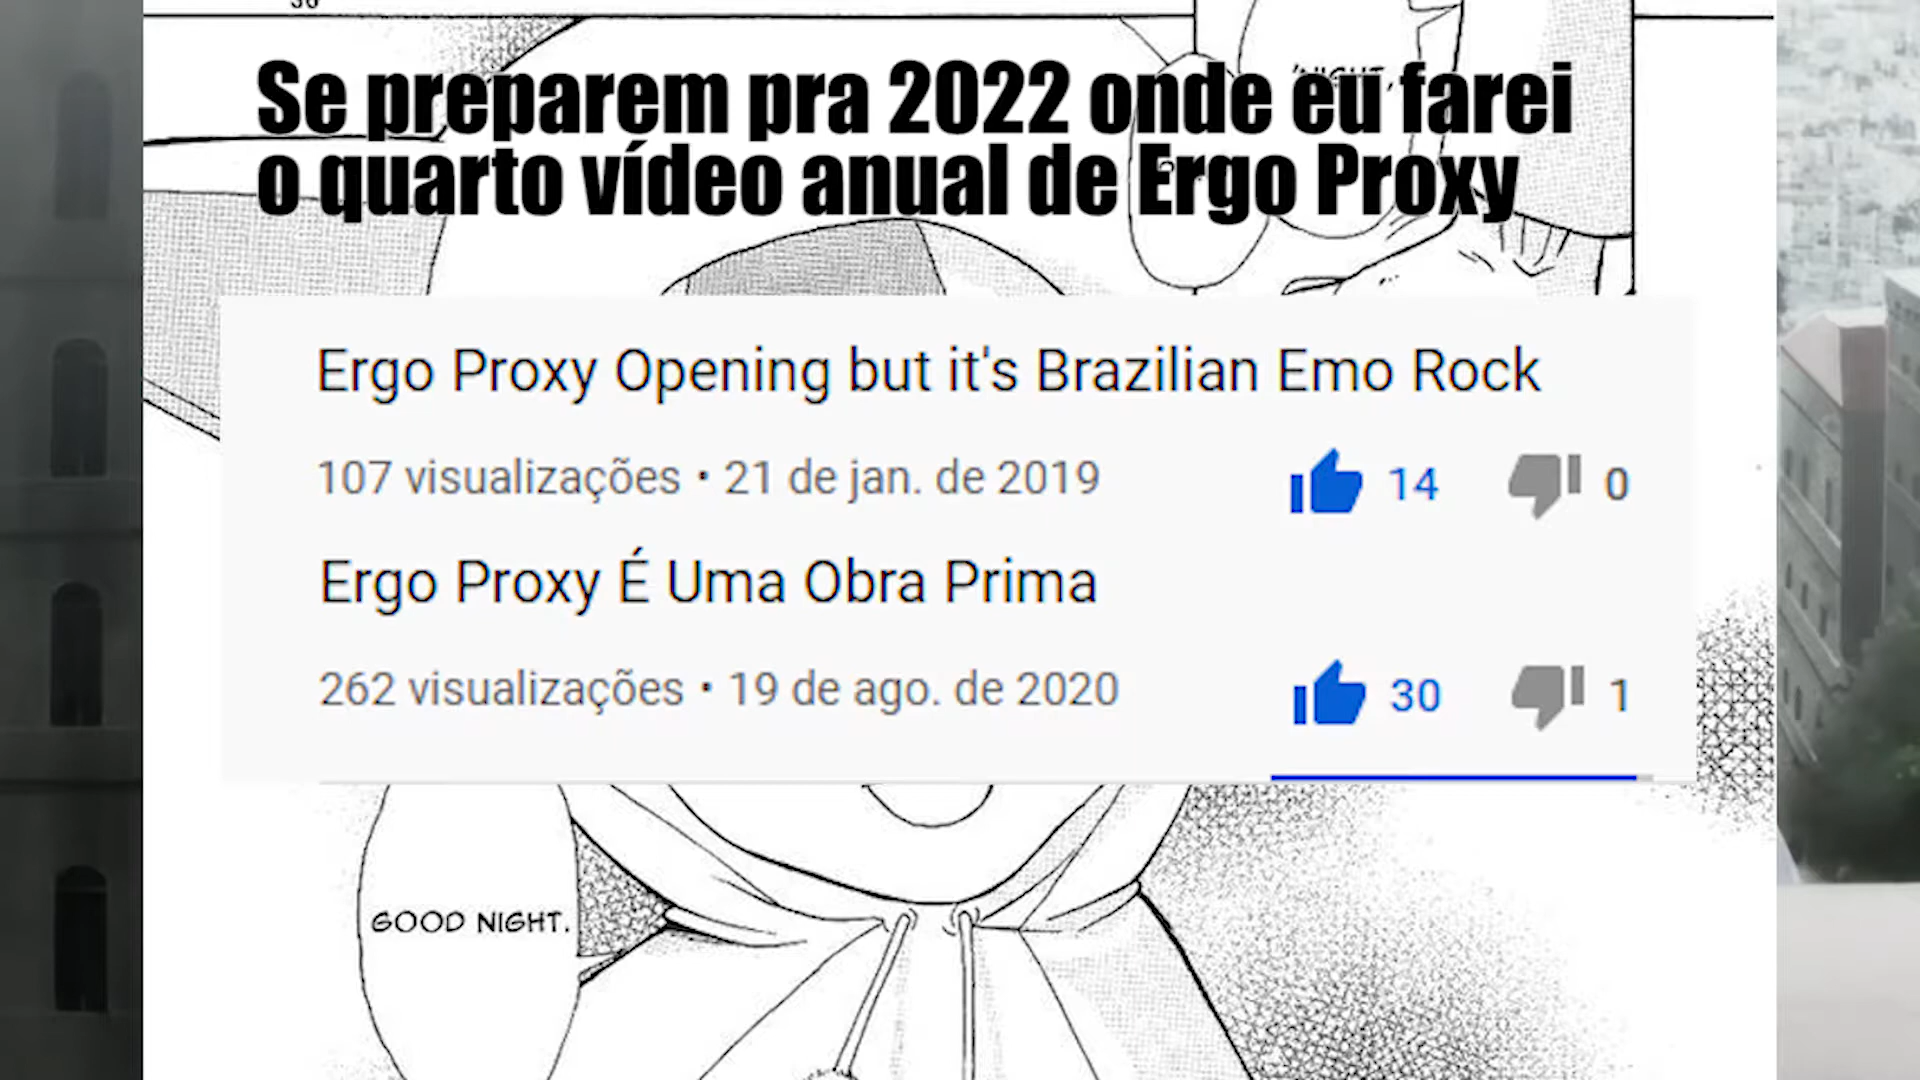 36
Se preparem pra 2022 onde eu farei
o quarto vídeo anual de Ergo Proxy
Ergo Proxy Opening but it's Brazilian Emo Rock
107 visualizações • 21 de jan. de 2019 14 0
Ergo Proxy É Uma Obra Prima
262 visualizações • 19 de ago. de 2020 30 1
GOOD NIGHT.